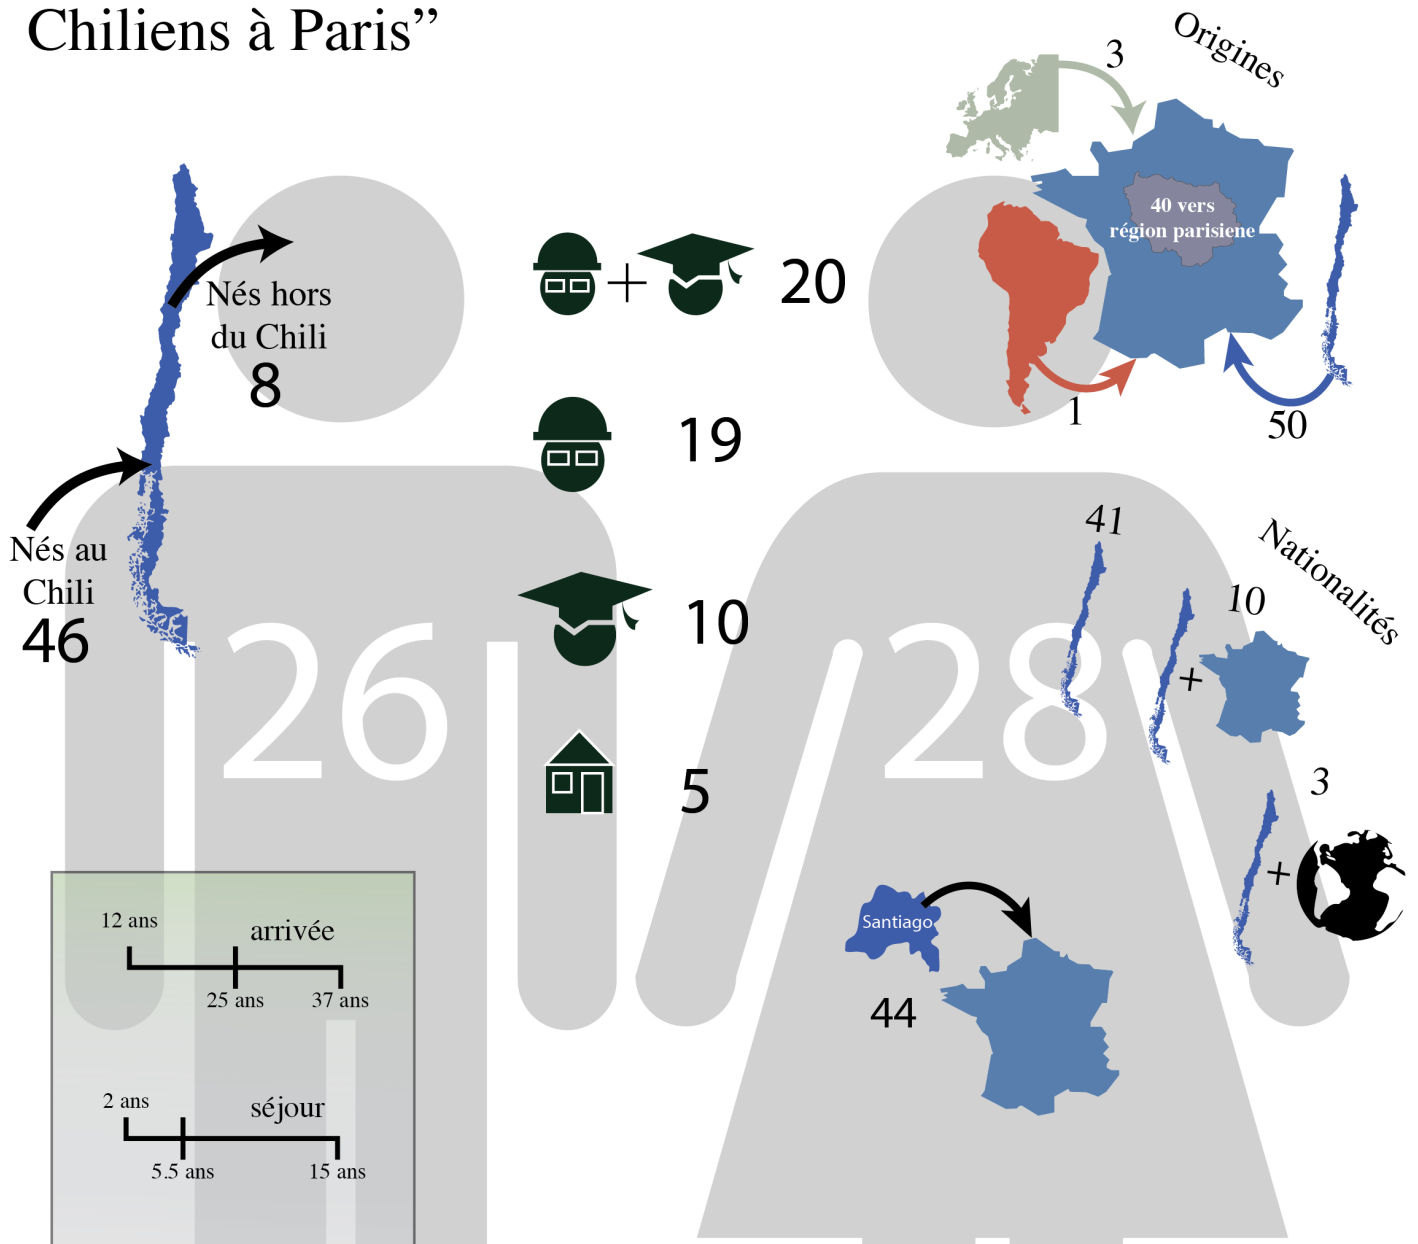 Chiliens à Paris”
Origines
3
40 vers
région parisiene
1
50
Nés hors
du Chili
8
Nés au
Chili
46
20
19
10
5
26
28
41
Nationalités
10
+
3
+
Santiago
44
12 ans
arrivée
25 ans
37 ans
2 ans
séjour
5.5 ans
15 ans